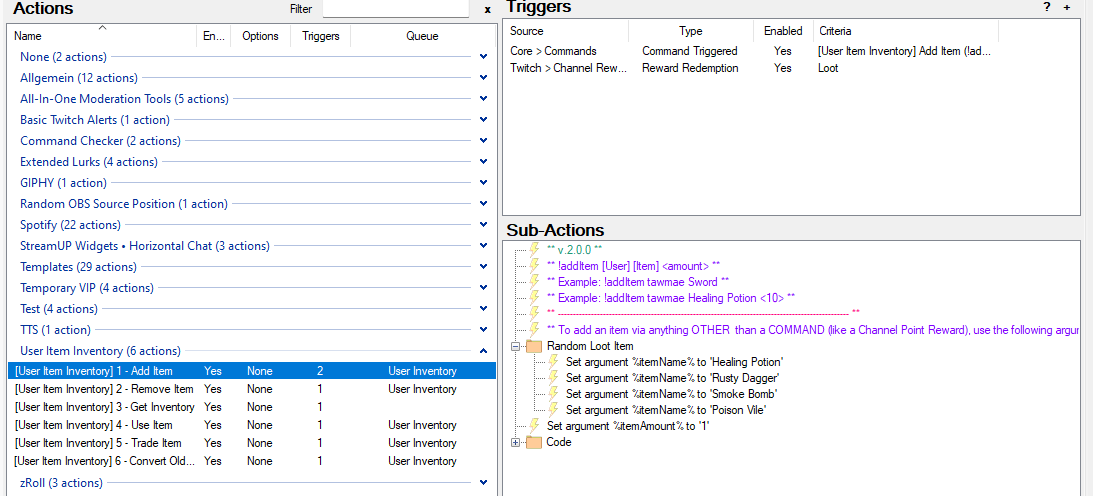 Actions
Filter
x
Name En... Options Triggers Queue
None (2 actions)
Allgemein (12 actions)
All-In-One Moderation Tools (5 actions)
Basic Twitch Alerts (1 action)
Command Checker (2 actions)
Extended Lurks (4 actions)
GIPHY (1 action)
Random OBS Source Position (1 action)
Spotify (22 actions)
StreamUP Widgets • Horizontal Chat (3 actions)
Templates (29 actions)
Temporary VIP (4 actions)
Test (4 actions)
TTS (1 action)
User Item Inventory (6 actions)
[User Item Inventory] 1 - Add Item Yes None 2 User Inventory
[User Item Inventory] 2 - Remove Item Yes None 1 User Inventory
[User Item Inventory] 3 - Get Inventory Yes None 1
[User Item Inventory] 4 - Use Item Yes None 1 User Inventory
[User Item Inventory] 5 - Trade Item Yes None 1 User Inventory
[User Item Inventory] 6 - Convert Old... Yes None 1 User Inventory
zRoll (3 actions)
Triggers
? +
Source Type Enabled Criteria
Core > Commands Command Triggered Yes [User Item Inventory] Add Item (!ad...
Twitch > Channel Rew... Reward Redemption Yes Loot
Sub-Actions
** v.2.0.0 **
** !addItem [User] [Item] <amount> **
** Example: !addItem tawmae Sword **
** Example: !addItem tawmae Healing Potion <10> **
** -------------------------------------------------------------------------------- **
** To add an item via anything OTHER than a COMMAND (like a Channel Point Reward), use the following argur
Random Loot Item
Set argument %itemName% to 'Healing Potion'
Set argument %itemName% to 'Rusty Dagger'
Set argument %itemName% to 'Smoke Bomb'
Set argument %itemName% to 'Poison Vile'
Set argument %itemAmount% to '1'
Code